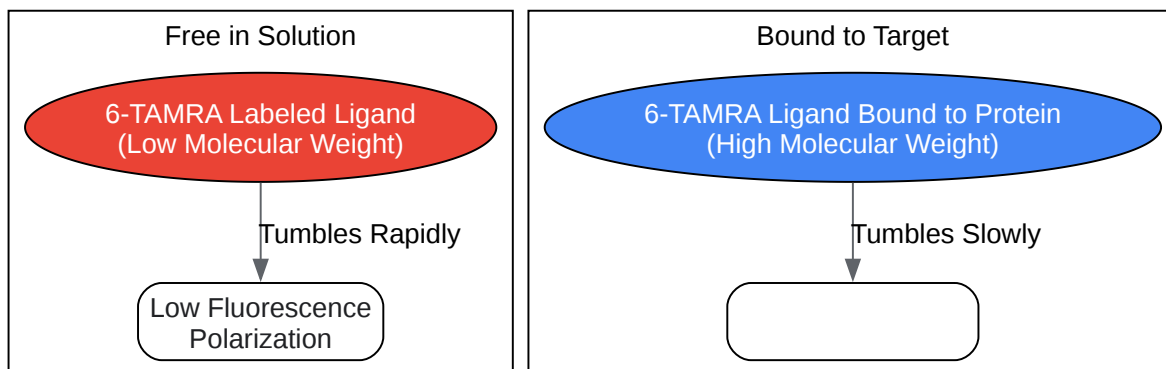 Free in Solution
6-TAMRA Labeled Ligand
(Low Molecular Weight)
Tumbles Rapidly
Low Fluorescence
Polarization
Bound to Target
6-TAMRA Ligand Bound to Protein
(High Molecular Weight)
Tumbles Slowly